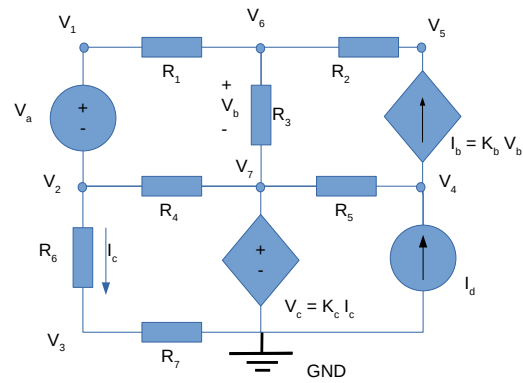 V1
V6
V5
R1
R2
Va
+
-
+
Vb
-
R3
Ib = Kb Vb
V2
V7
V4
R4
R5
R6
Ic
+
-
Id
Vc = Kc Ic
V3
R7
GND